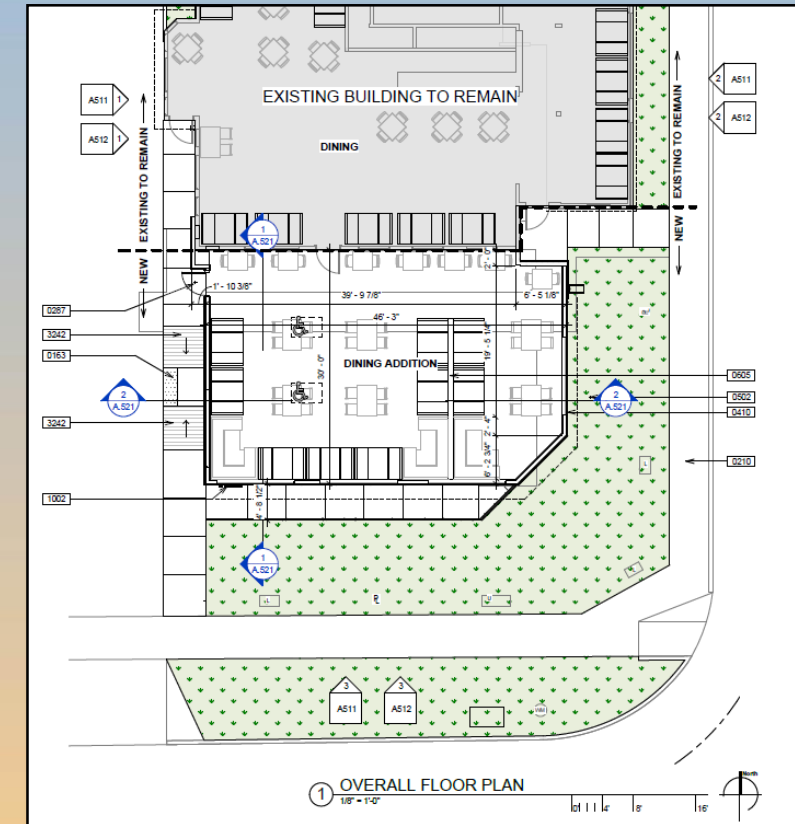 EXISTING BUILDING TO REMAIN
DINING
A511 1
A512 1
2 A511
2 A512
EXISTING TO REMAIN
NEW
EXISTING TO REMAIN
NEW
1
A.521
2'-0"
1' - 10 3/8"
39' - 9 7/8"
6' - 5 1/8"
46' - 3"
19' - 5 1/4"
30' - 0"
DINING ADDITION
0287
3242
0163
3242
1002
2
A.521
2
A.521
0605
0502
0410
0210
2' - 4"
6' - 2 3/4"
4' - 8 1/2"
1
A.521
WM
3
A511
3
A512
1 OVERALL FLOOR PLAN
1/8" = 1'-0"
0 1 4' 8' 16'
North